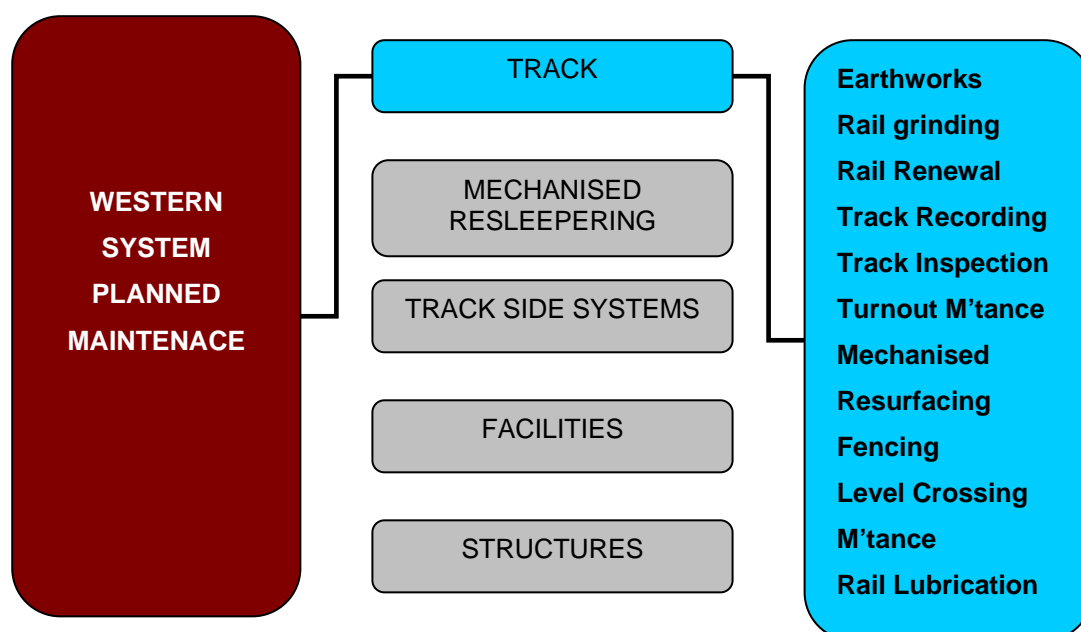 WESTERN
SYSTEM
PLANNED
MAINTENACE
TRACK
MECHANISED
RESLEEPERING
TRACK SIDE SYSTEMS
FACILITIES
STRUCTURES
Earthworks
Rail grinding
Rail Renewal
Track Recording
Track Inspection
Turnout M’tance
Mechanised
Resurfacing
Fencing
Level Crossing
M’tance
Rail Lubrication